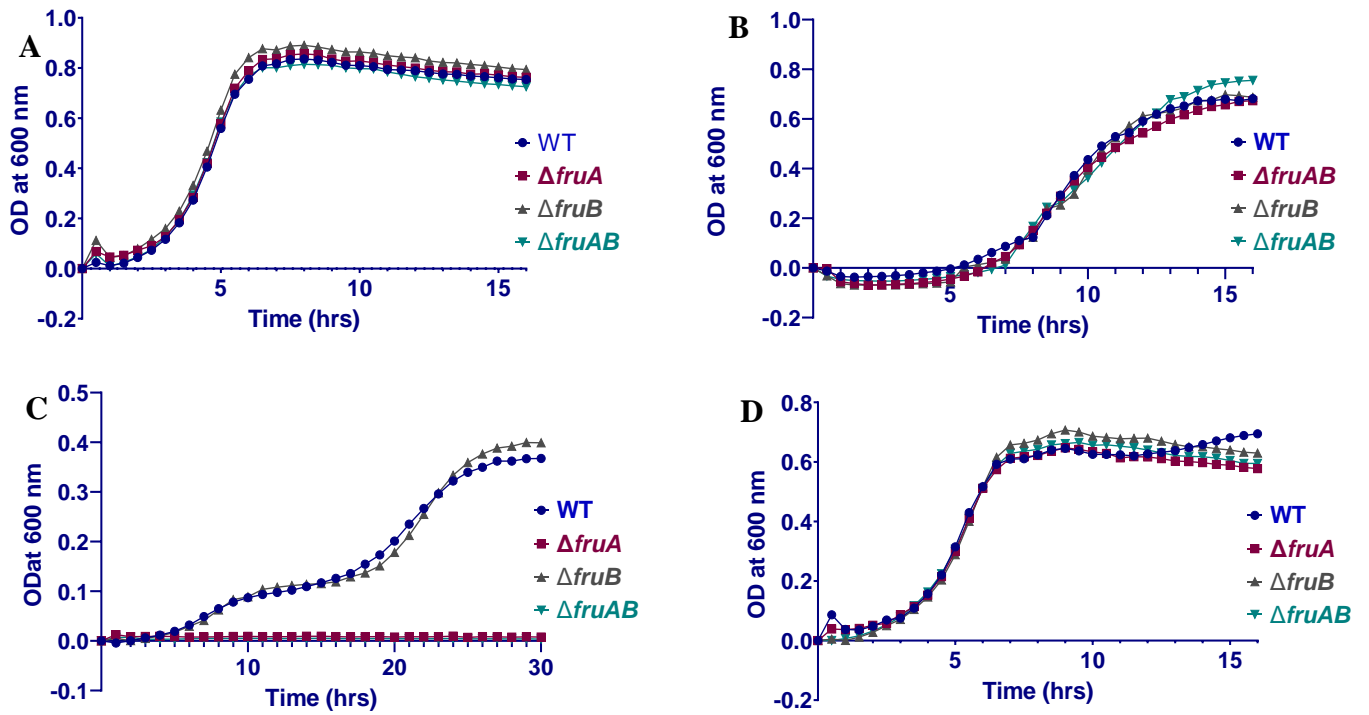 A
OD at 600 nm
1.0
0.8
0.6
0.4
0.2
0.0
-0.2
5
10
15
Time (hrs)
WT
ΔfruA
ΔfruB
ΔfruAB
B
OD at 600 nm
1.0
0.8
0.6
0.4
0.2
0.0
-0.2
5
10
15
Time (hrs)
WT
ΔfruAB
ΔfruB
ΔfruAB
C
ODat 600 nm
0.5
0.4
0.3
0.2
0.1
0.0
-0.1
10
20
30
Time (hrs)
WT
ΔfruA
ΔfruB
ΔfruAB
D
OD at 600 nm
0.8
0.6
0.4
0.2
0.0
-0.2
5
10
15
Time (hrs)
WT
ΔfruA
ΔfruB
ΔfruAB